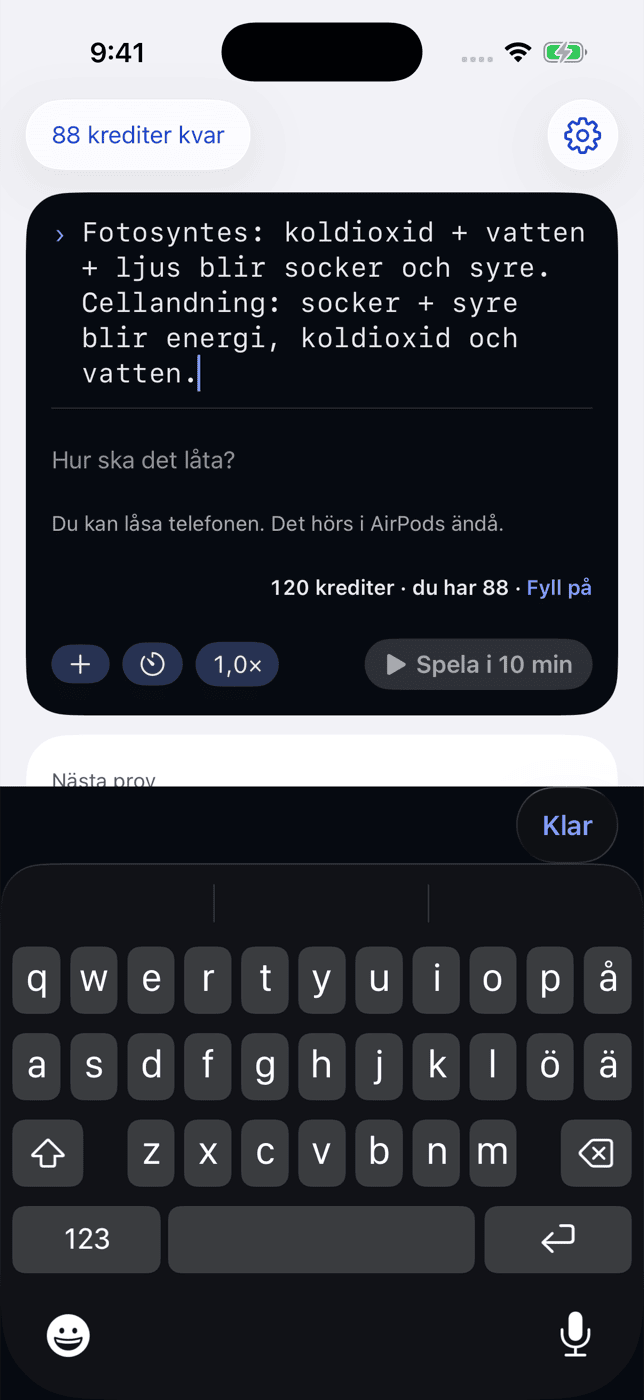 9:41
88 krediter kvar
› Fotosyntes: koldioxid + vatten
+ ljus blir socker och syre.
Cellandning: socker + syre
blir energi, koldioxid och
vatten.
Hur ska det låta?
Du kan låsa telefonen. Det hörs i AirPods ändå.
120 krediter · du har 88 · Fyll på
+ 1,0× Spela i 10 min
Nästa prov
Klar
q w e r t y u i o p å
a s d f g h j k l ö ä
z x c v b n m
123